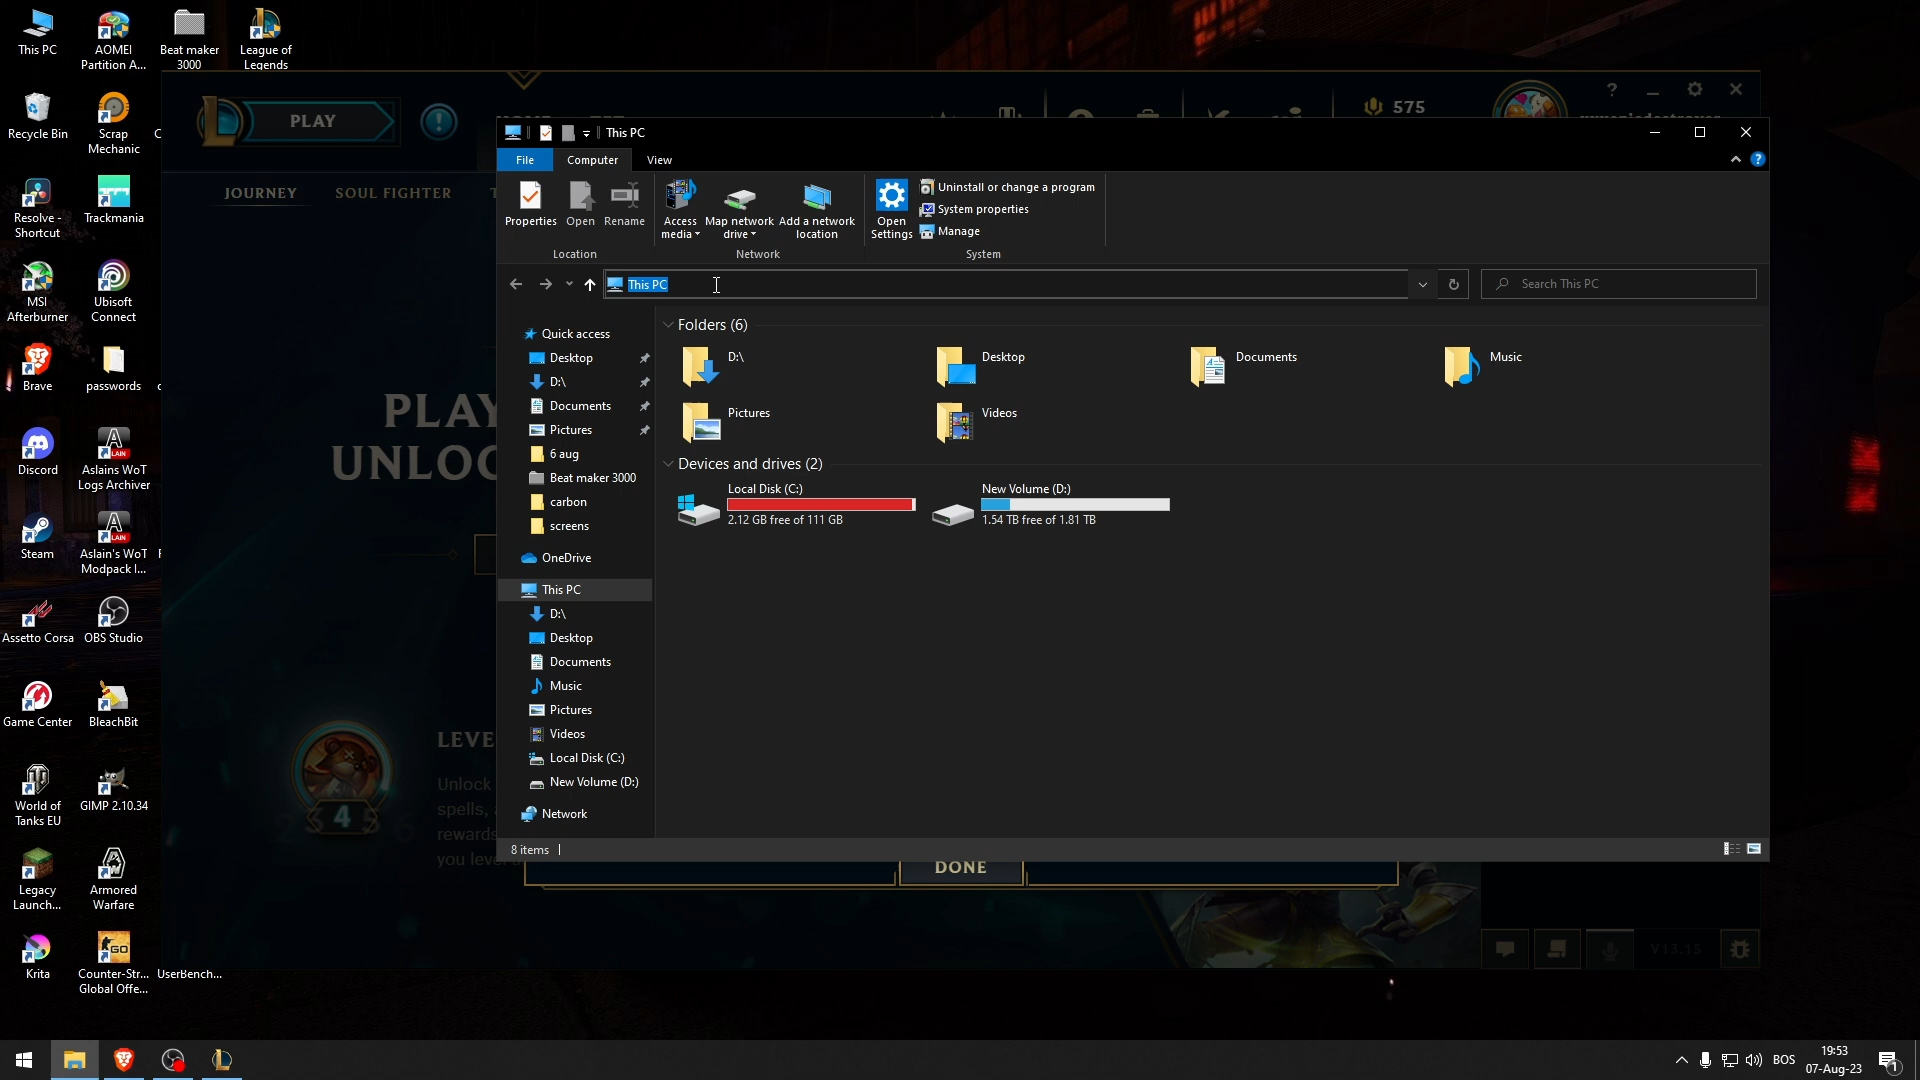 This PC
AOMEI
Partition A...
Beat maker
3000
League of
Legends
Recycle Bin
Scrap
Mechanic
C
Resolve -
Shortcut
Trackmania
MSI
Afterburner
Ubisoft
Connect
Brave
passwords
Discord
Aslains WoT
Logs Archiver
Steam
Aslain's WoT
Modpack I...
Assetto Corsa
OBS Studio
Game Center
BleachBit
World of
Tanks EU
GIMP 2.10.34
Legacy
Launch...
Armored
Warfare
Krita
Counter-Str...
Global Offe...
UserBench...
PLAY
575
JOURNEY
SOUL FIGHTER
PLAY
UNLOC
LEVE
Unlock
spells,
rewards
you level
4
DONE
V13.15
This PC
File
Computer
View
Properties
Open
Rename
Location
Access
media
Map network
drive
Add a network
location
Network
Open
Settings
Uninstall or change a program
System properties
Manage
System
This PC
Search This PC
Quick access
Desktop
D:\
Documents
Pictures
6 aug
Beat maker 3000
carbon
screens
OneDrive
This PC
D:\
Desktop
Documents
Music
Pictures
Videos
Local Disk (C:)
New Volume (D:)
Network
Folders (6)
D:\
Desktop
Documents
Music
Pictures
Videos
Devices and drives (2)
Local Disk (C:)
2.12 GB free of 111 GB
New Volume (D:)
1.54 TB free of 1.81 TB
8 items
BOS
19:53
07-Aug-23
1